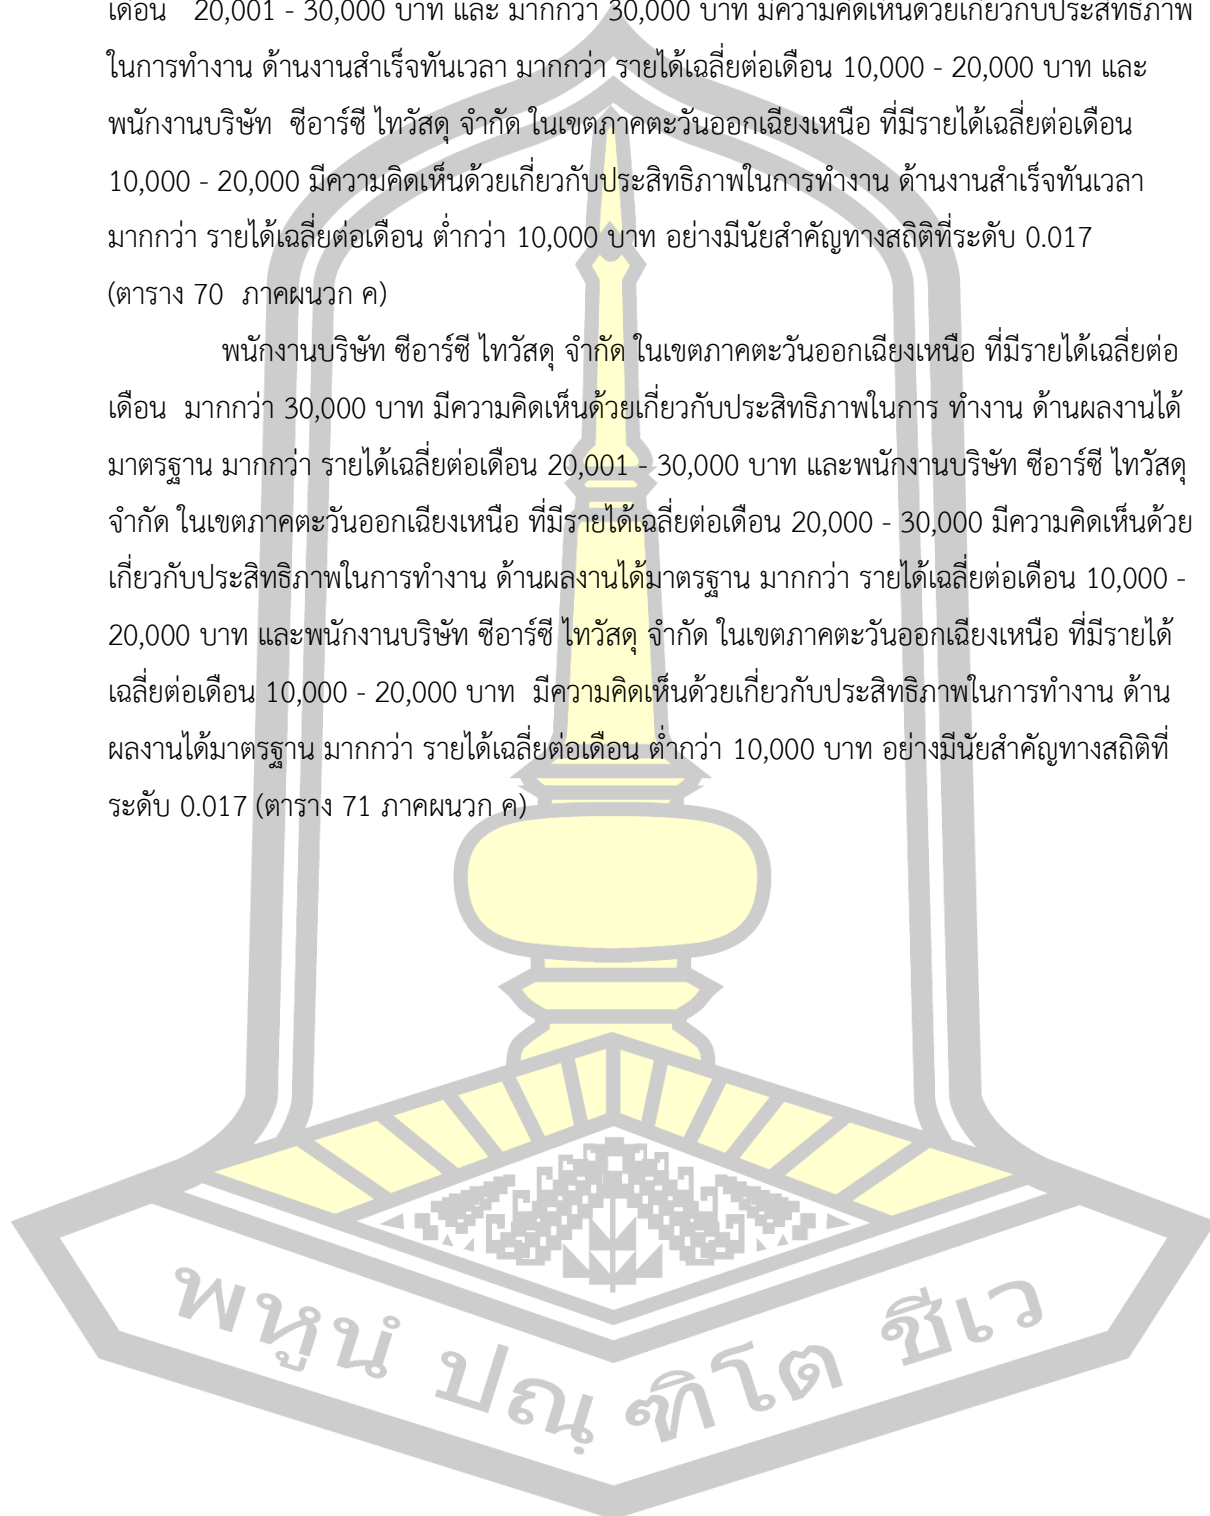 เดือน 20,001 - 30,000 บาท และ มากกว่า 30,000 บาท มีความคิดเห็นด้วยเกี่ยวกับประสิทธิภาพ
ในการทำงาน ด้านงานสำเร็จทันเวลา มากกว่า รายได้เฉลี่ยต่อเดือน 10,000 - 20,000 บาท และ
พนักงานบริษัท ซีอาร์ซี ไทวัสดุ จำกัด ในเขตภาคตะวันออกเฉียงเหนือ ที่มีรายได้เฉลี่ยต่อเดือน
10,000 - 20,000 มีความคิดเห็นด้วยเกี่ยวกับประสิทธิภาพในการทำงาน ด้านงานสำเร็จทันเวลา
มากกว่า รายได้เฉลี่ยต่อเดือน ต่ำกว่า 10,000 บาท อย่างมีนัยสำคัญทางสถิติที่ระดับ 0.017
(ตาราง 70 ภาคผนวก ค)
พนักงานบริษัท ซีอาร์ซี ไทวัสดุ จำกัด ในเขตภาคตะวันออกเฉียงเหนือ ที่มีรายได้เฉลี่ยต่อ
เดือน มากกว่า 30,000 บาท มีความคิดเห็นด้วยเกี่ยวกับประสิทธิภาพในการ ทำงาน ด้านผลงานได้
มาตรฐาน มากกว่า รายได้เฉลี่ยต่อเดือน 20,001 - 30,000 บาท และพนักงานบริษัท ซีอาร์ซี ไทวัสดุ
จำกัด ในเขตภาคตะวันออกเฉียงเหนือ ที่มีรายได้เฉลี่ยต่อเดือน 20,000 - 30,000 มีความคิดเห็นด้วย
เกี่ยวกับประสิทธิภาพในการทำงาน ด้านผลงานได้มาตรฐาน มากกว่า รายได้เฉลี่ยต่อเดือน 10,000 -
20,000 บาท และพนักงานบริษัท ซีอาร์ซี ไทวัสดุ จำกัด ในเขตภาคตะวันออกเฉียงเหนือ ที่มีรายได้
เฉลี่ยต่อเดือน 10,000 - 20,000 บาท มีความคิดเห็นด้วยเกี่ยวกับประสิทธิภาพในการทำงาน ด้าน
ผลงานได้มาตรฐาน มากกว่า รายได้เฉลี่ยต่อเดือน ต่ำกว่า 10,000 บาท อย่างมีนัยสำคัญทางสถิติที่
ระดับ 0.017 (ตาราง 71 ภาคผนวก ค)
พหูนํ ปณฺฑิโต ชีเว